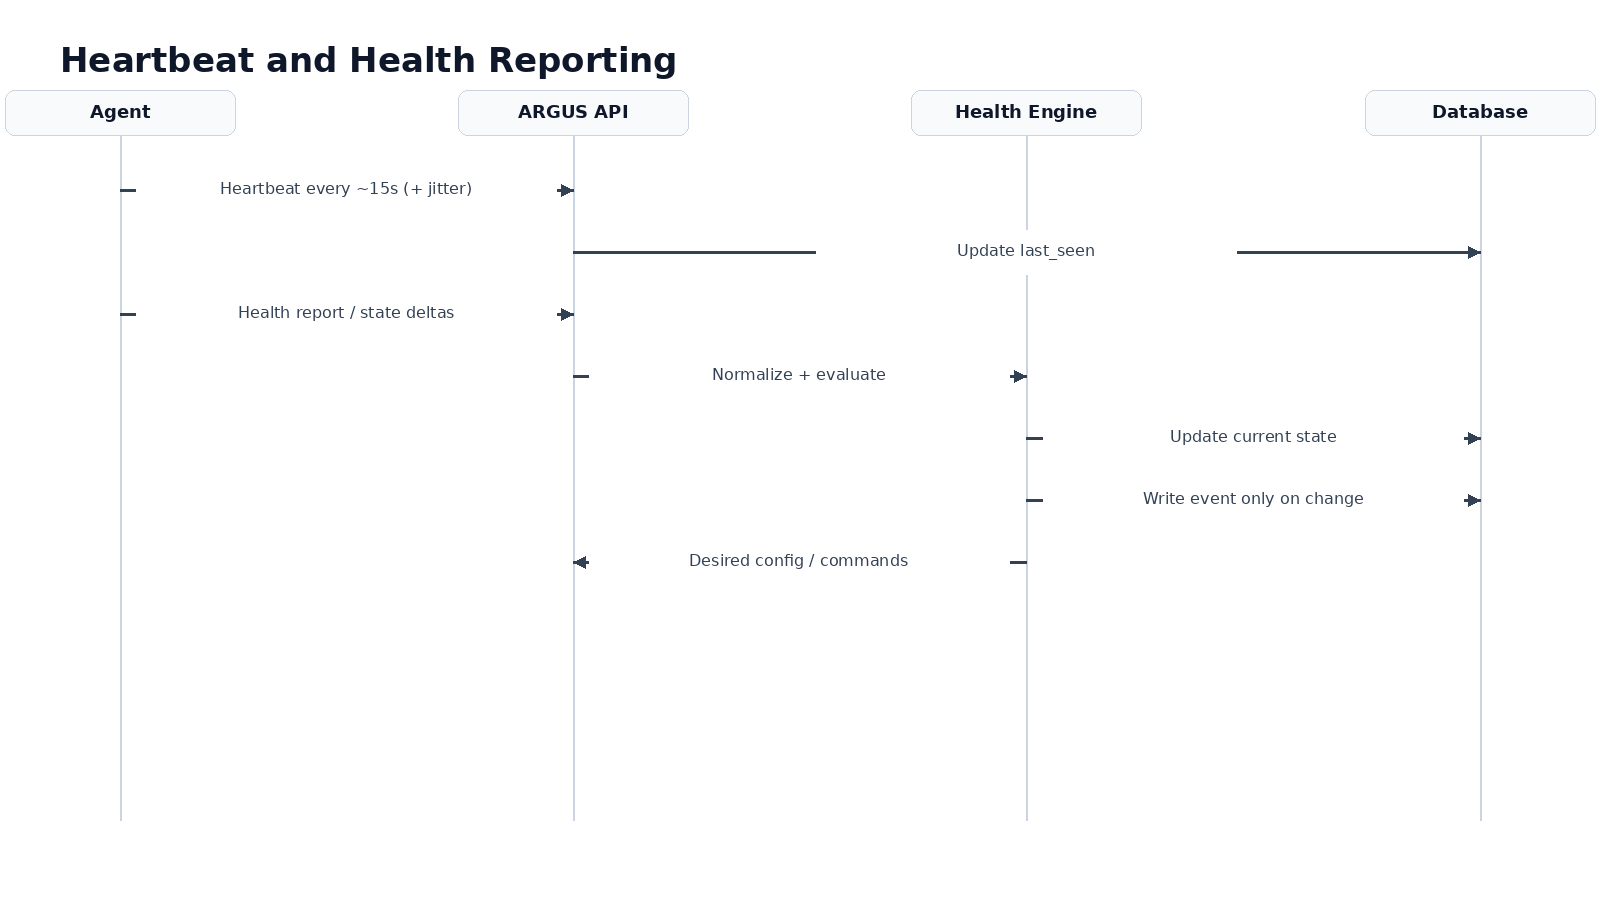 Heartbeat and Health Reporting
Agent
ARGUS API
Health Engine
Database
Heartbeat every ~15s (+ jitter)
Update last_seen
Health report / state deltas
Normalize + evaluate
Update current state
Write event only on change
Desired config / commands